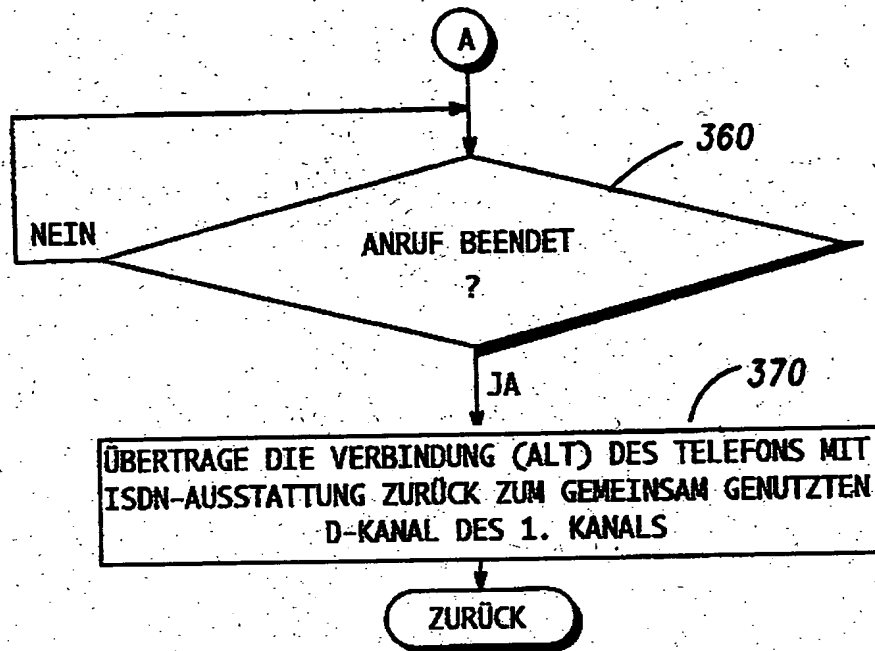 A
360
NEIN
ANRUF BEENDET
?
JA
370
ÜBERTRAGE DIE VERBINDUNG (ALT) DES TELEFONS MIT
ISDN-AUSSTATTUNG ZURÜCK ZUM GEMEINSAM GENUTZTEN
D-KANAL DES 1. KANALS
ZURÜCK